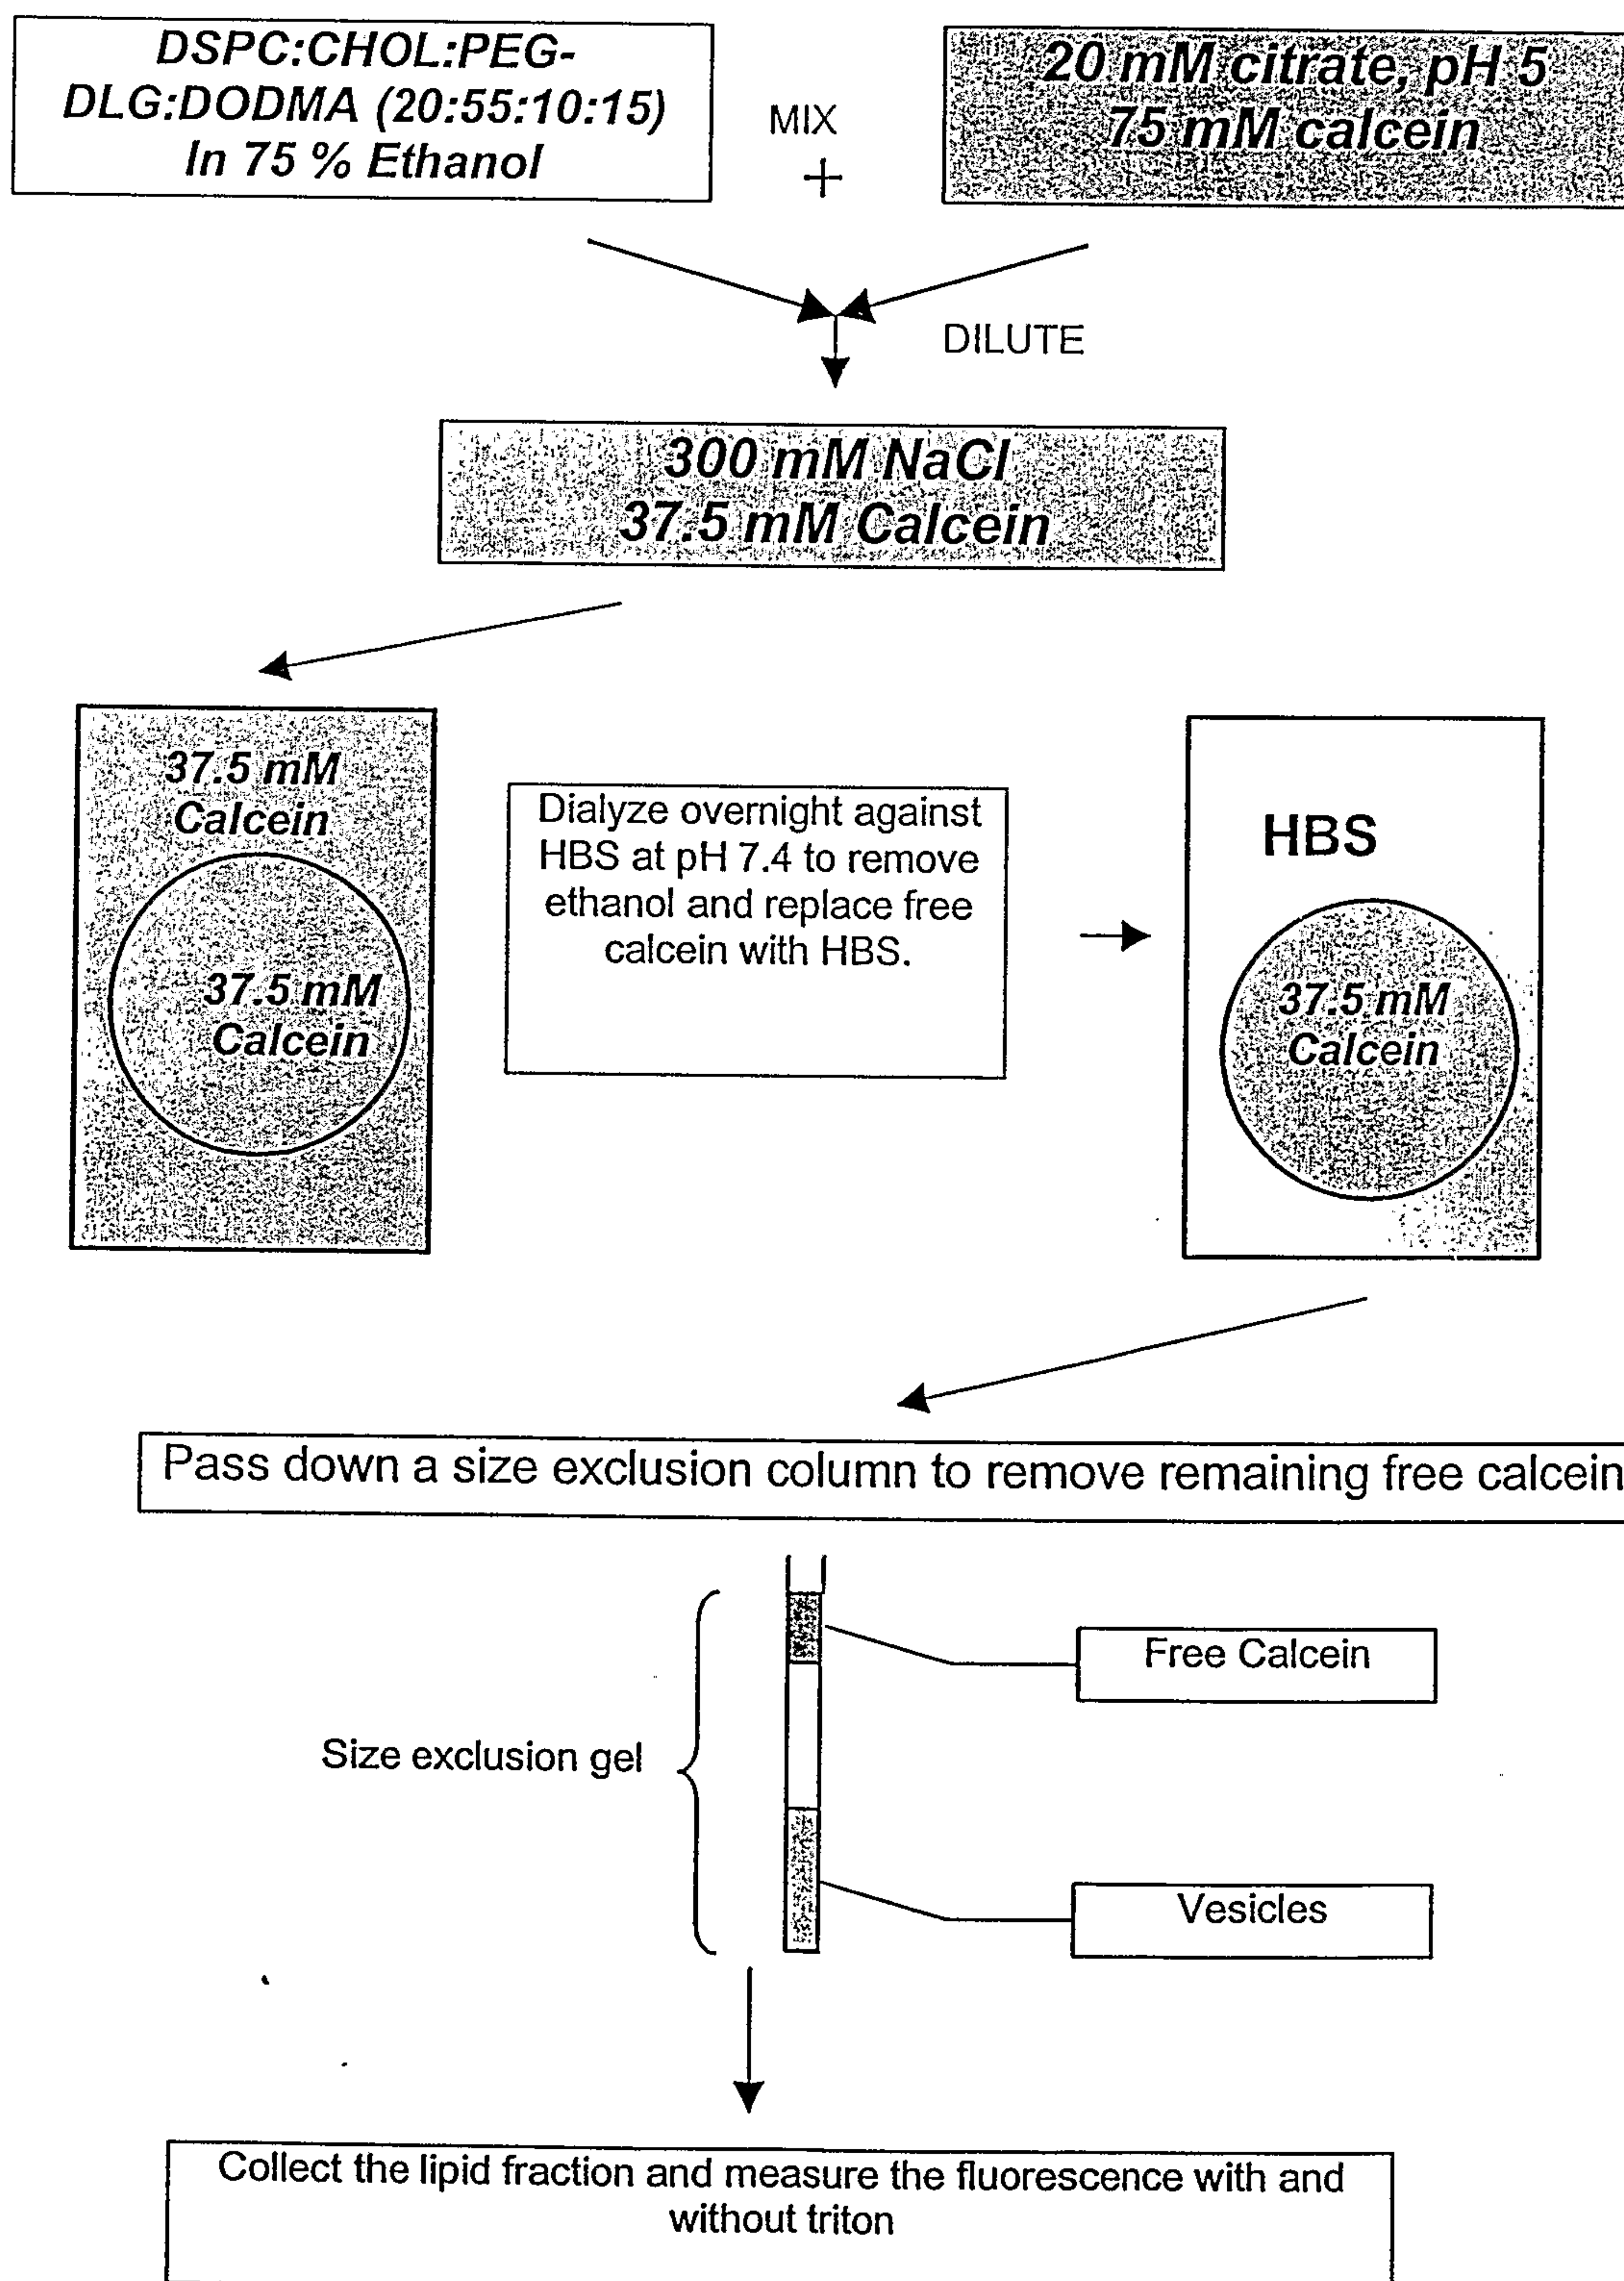 DSPC:CHOL:PEG-
DLG:DODMA (20:55:10:15)
In 75 % Ethanol
MIX
+
20 mM citrate, pH 5
75 mM calcein
DILUTE
300 mM NaCl
37.5 mM Calcein
37.5 mM
Calcein
37.5 mM
Calcein
Dialyze overnight against
HBS at pH 7.4 to remove
ethanol and replace free
calcein with HBS.
HBS
37.5 mM
Calcein
Pass down a size exclusion column to remove remaining free calcein
Free Calcein
Size exclusion gel
Vesicles
Collect the lipid fraction and measure the fluorescence with and
without triton